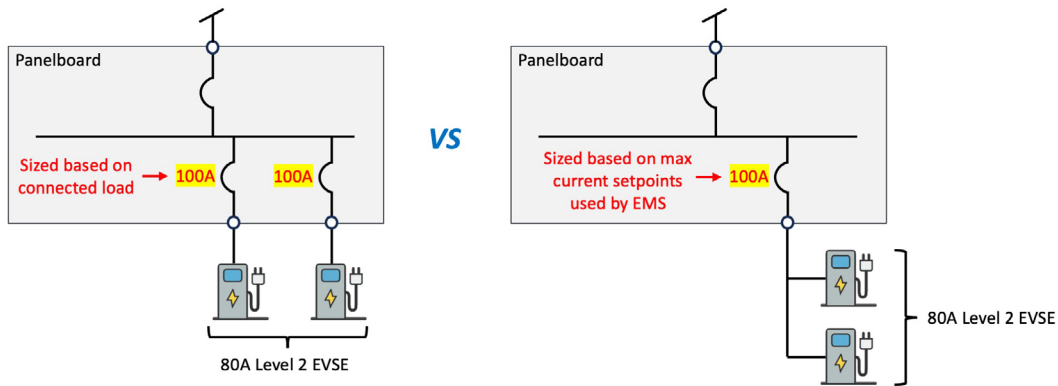 Panelboard
Sized based on
connected load
100A
100A
80A Level 2 EVSE
VS
Panelboard
Sized based on max
current setpoints
used by EMS
100A
80A Level 2 EVSE